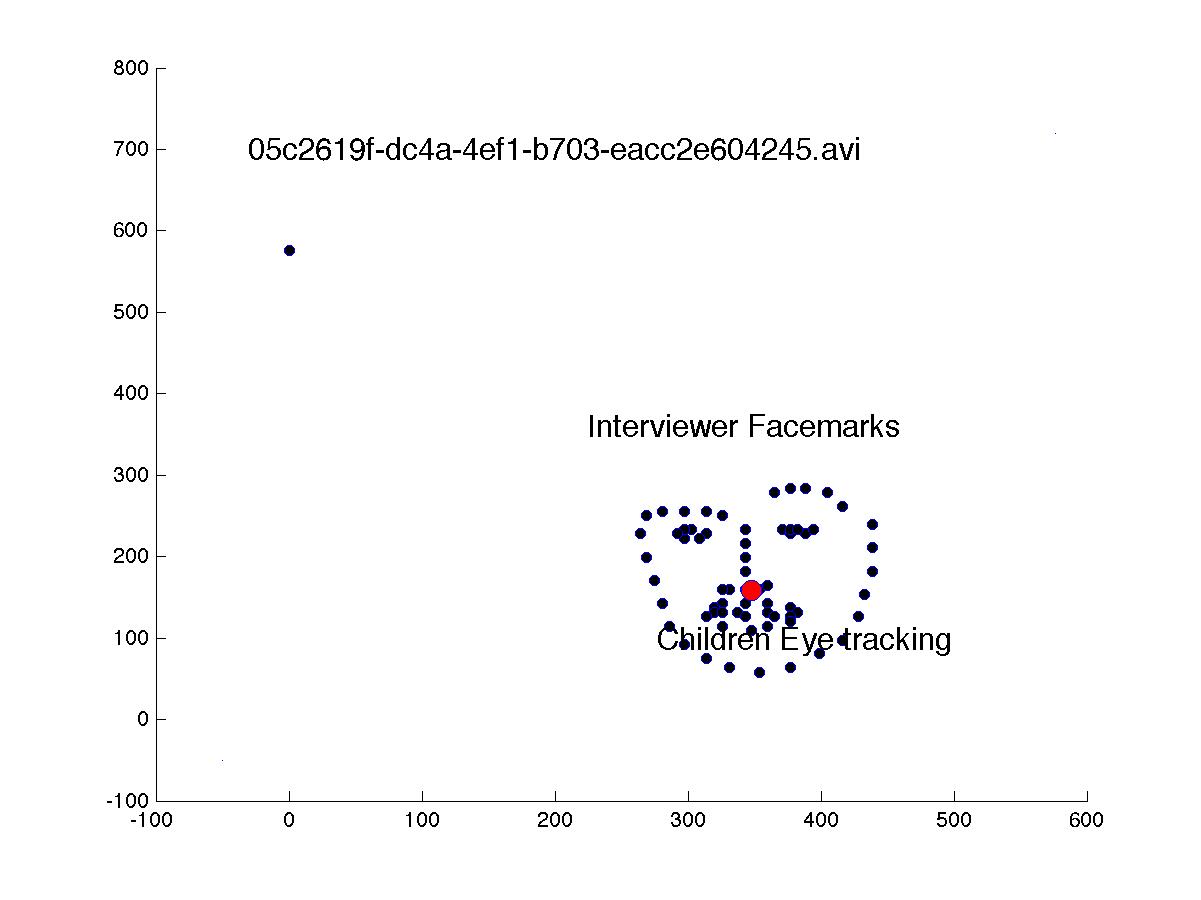 800
700
05c2619f-dc4a-4ef1-b703-eacc2e604245.avi
600
500
400
Interviewer Facemarks
300
200
100
Children Eye tracking
0
-100
-100 0 100 200 300 400 500 600